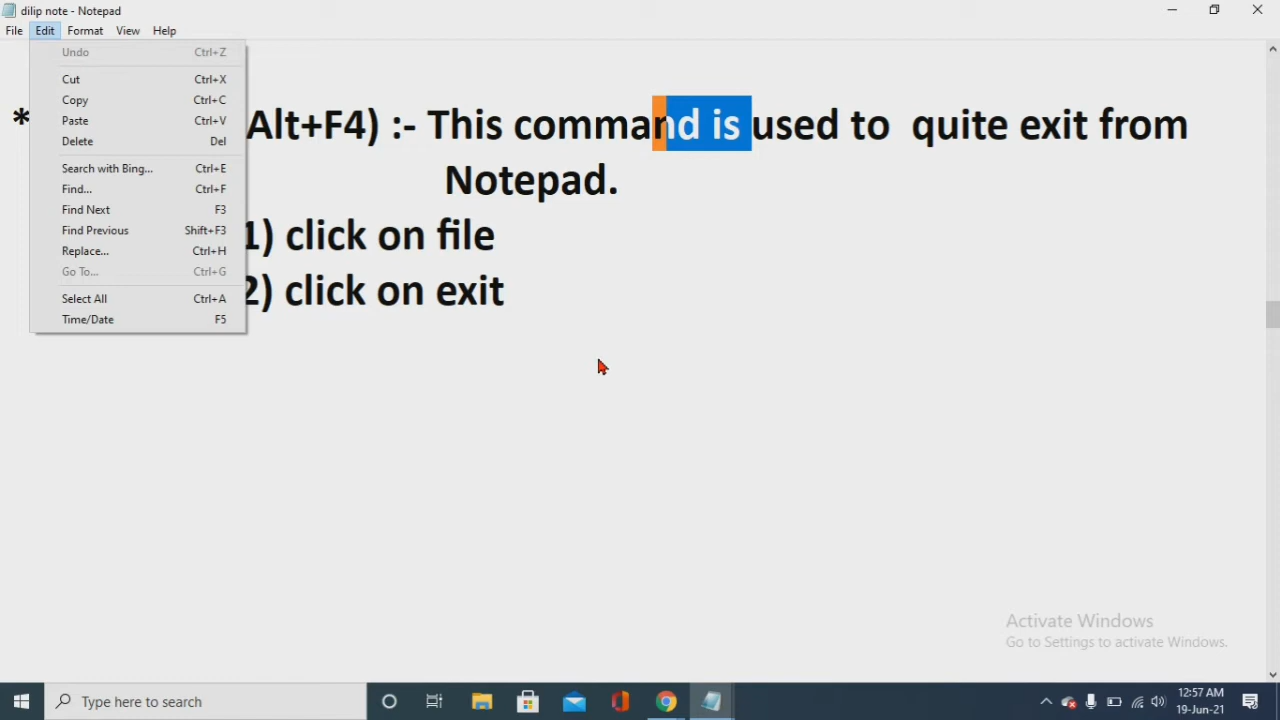 dilip note - Notepad
File Edit Format View Help
Undo Ctrl+Z
Cut Ctrl+X
Copy Ctrl+C
Paste Ctrl+V
Delete Del
Search with Bing... Ctrl+E
Find... Ctrl+F
Find Next F3
Find Previous Shift+F3
Replace... Ctrl+H
Go To... Ctrl+G
Select All Ctrl+A
Time/Date F5
* Alt+F4) :- This command is used to  quite exit from
Notepad.
1) click on file
2) click on exit
Activate Windows
Go to Settings to activate Windows.
Type here to search
12:57 AM
19-Jun-21